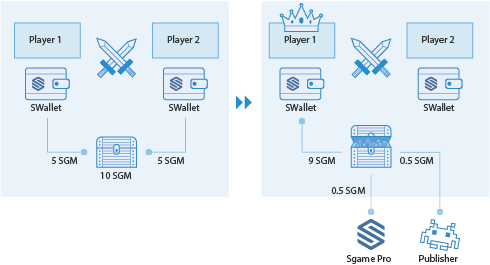 Player 1
Player 2
SWallet
SWallet
5 SGM
5 SGM
10 SGM
Player 1
Player 2
SWallet
SWallet
9 SGM
0.5 SGM
0.5 SGM
Sgame Pro
Publisher